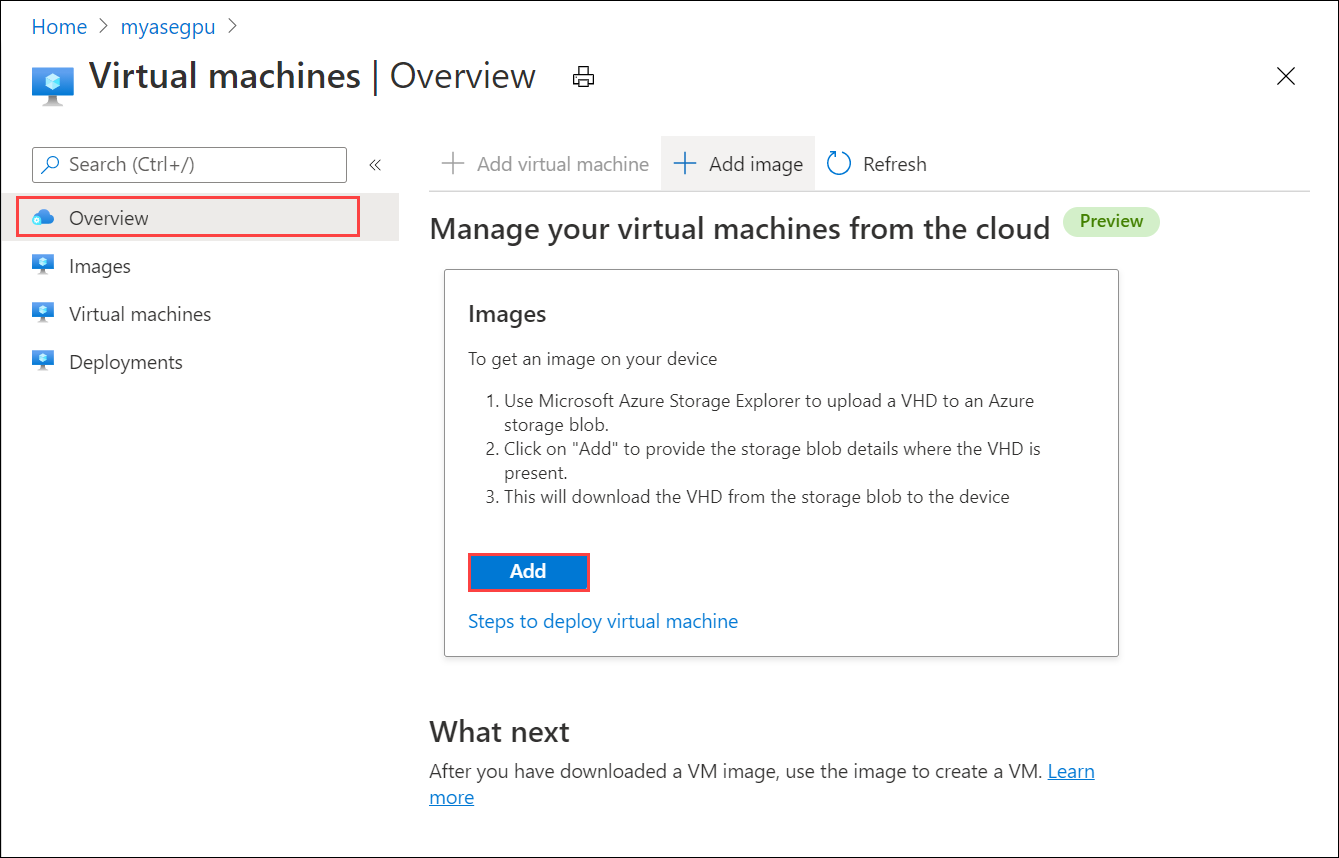 Home > myasegpu >
Virtual machines | Overview
Search (Ctrl+/)
«
Overview
Images
Virtual machines
Deployments
+ Add virtual machine
+ Add image
Refresh
Manage your virtual machines from the cloud
Preview
Images
To get an image on your device
1. Use Microsoft Azure Storage Explorer to upload a VHD to an Azure
storage blob.
2. Click on "Add" to provide the storage blob details where the VHD is
present.
3. This will download the VHD from the storage blob to the device
Add
Steps to deploy virtual machine
What next
After you have downloaded a VM image, use the image to create a VM. Learn
more